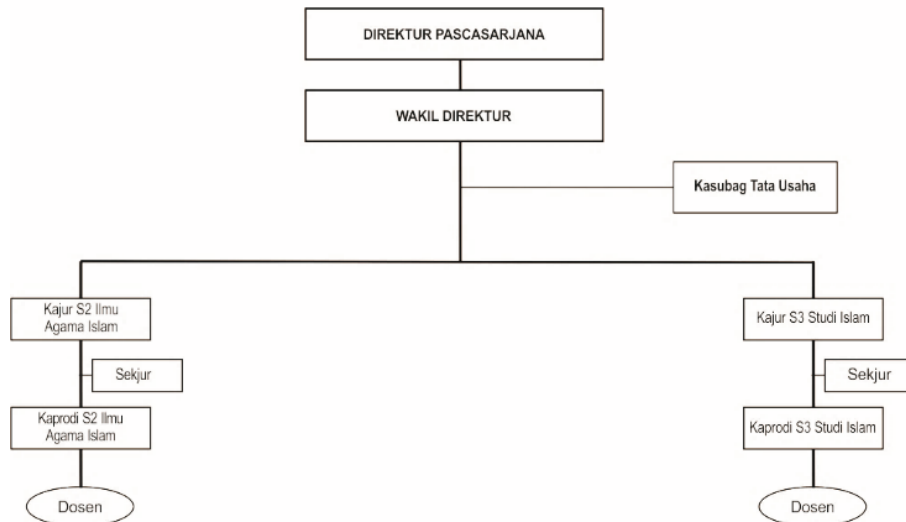 DIREKTUR PASCASARJANA
WAKIL DIREKTUR
Kasubag Tata Usaha
Kajur S2 Ilmu
Agama Islam
Kajur S3 Studi Islam
Sekjur
Sekjur
Kaprodi S2 Ilmu
Agama Islam
Kaprodi S3 Studi Islam
Dosen
Dosen